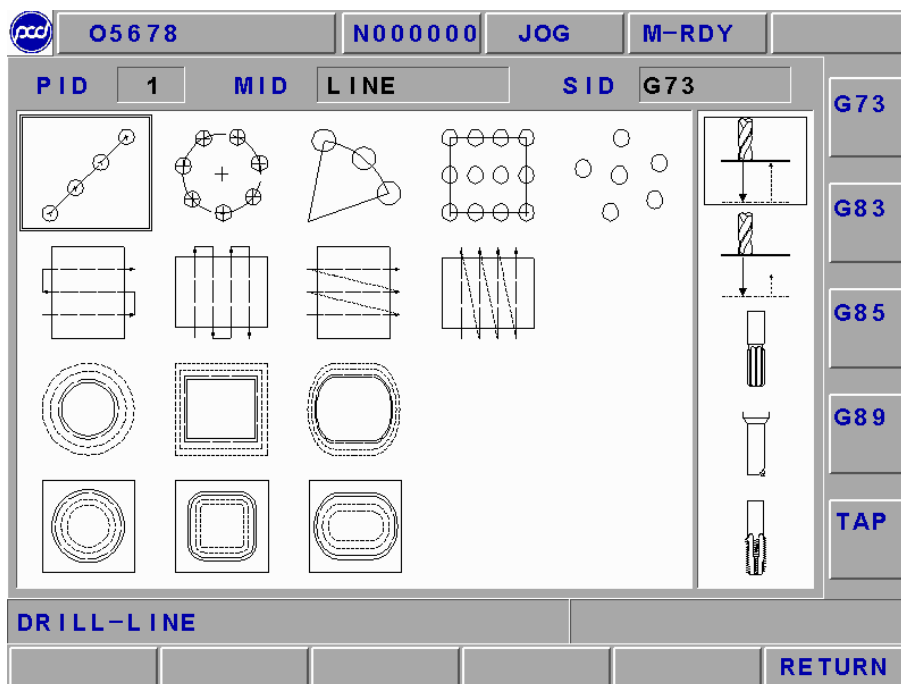 pcd O5678 N000000 JOG M-RDY
PID 1 MID LINE SID G73
G73
G83
G85
G89
TAP
DRILL-LINE
RETURN